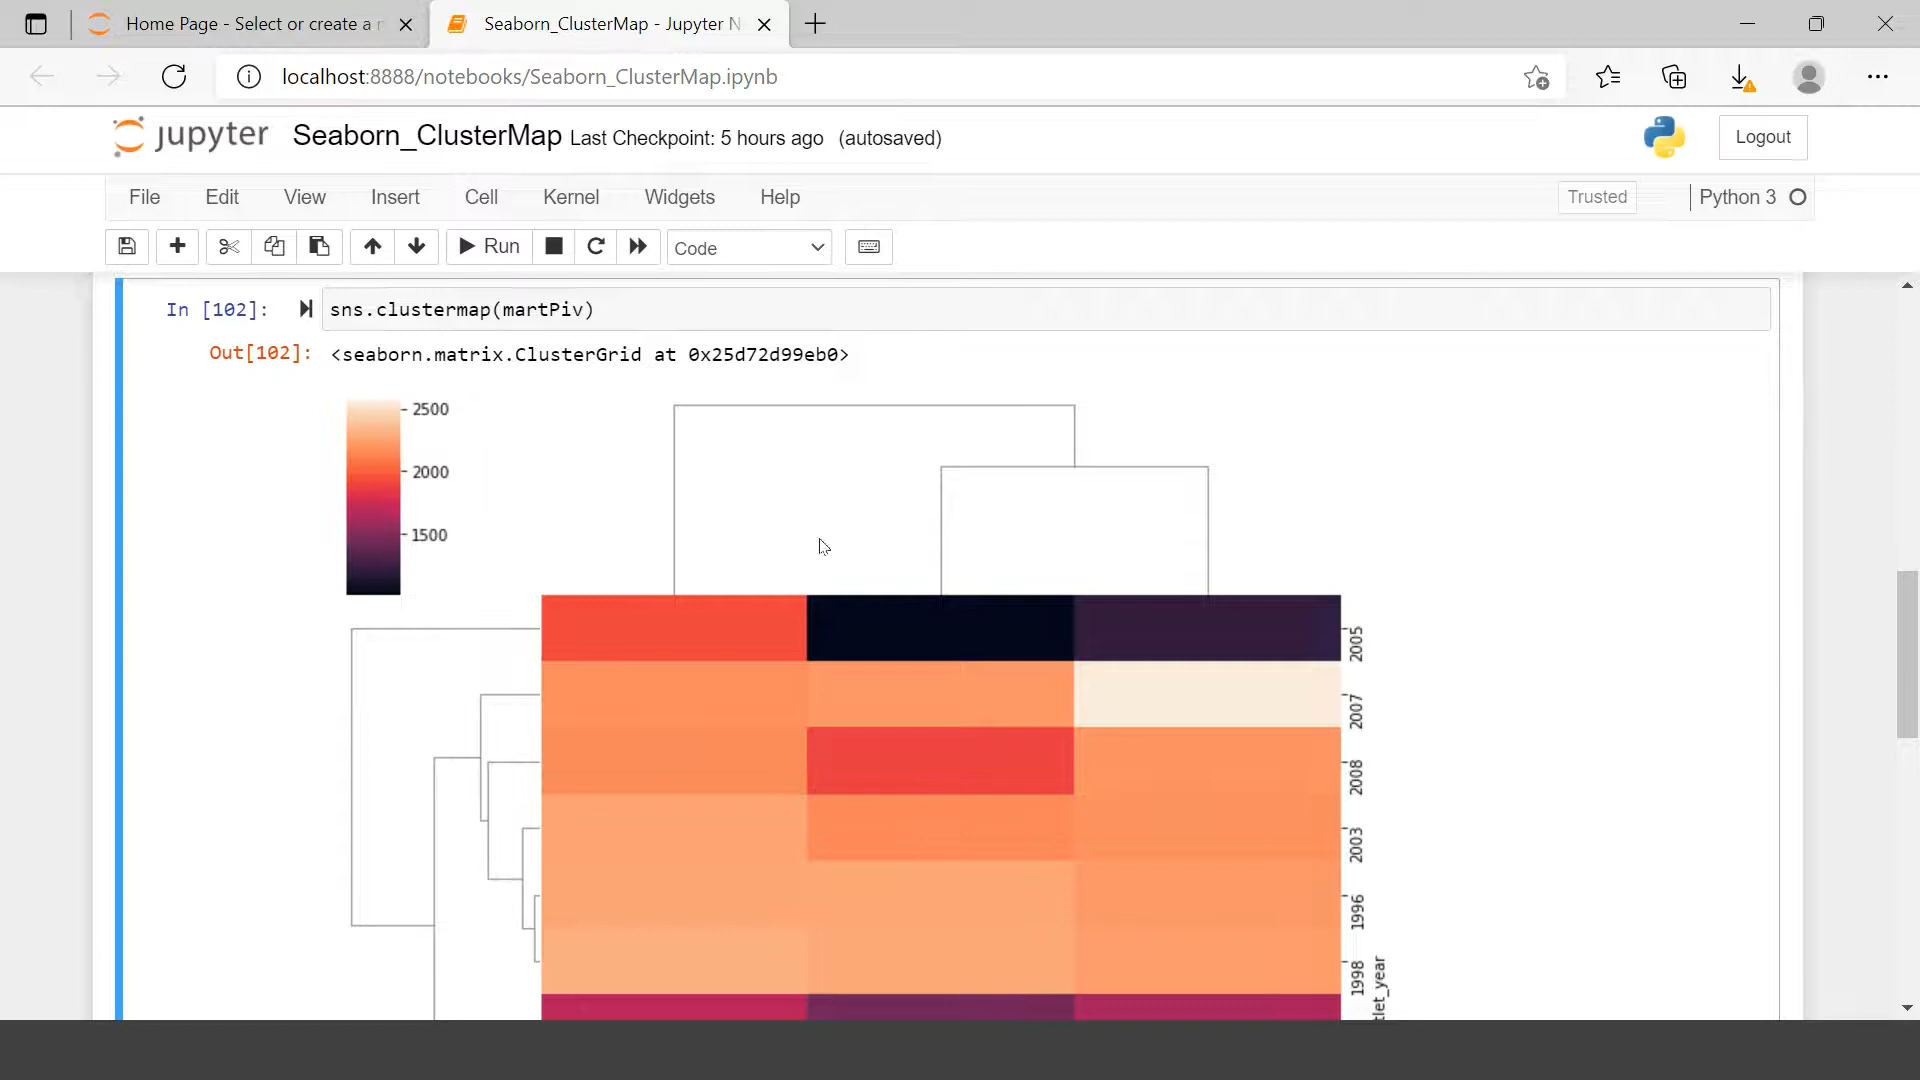 Home Page - Select or create a n
Seaborn_ClusterMap - Jupyter N
localhost:8888/notebooks/Seaborn_ClusterMap.ipynb
jupyter Seaborn_ClusterMap Last Checkpoint: 5 hours ago (autosaved)
Logout
File Edit View Insert Cell Kernel Widgets Help
Trusted
Python 3
Run
Code
In [102]: sns.clustermap(martPiv)
Out[102]: <seaborn.matrix.ClusterGrid at 0x25d72d99eb0>
2500
2000
1500
2005
2007
2008
2003
1996
1998
tlet_year